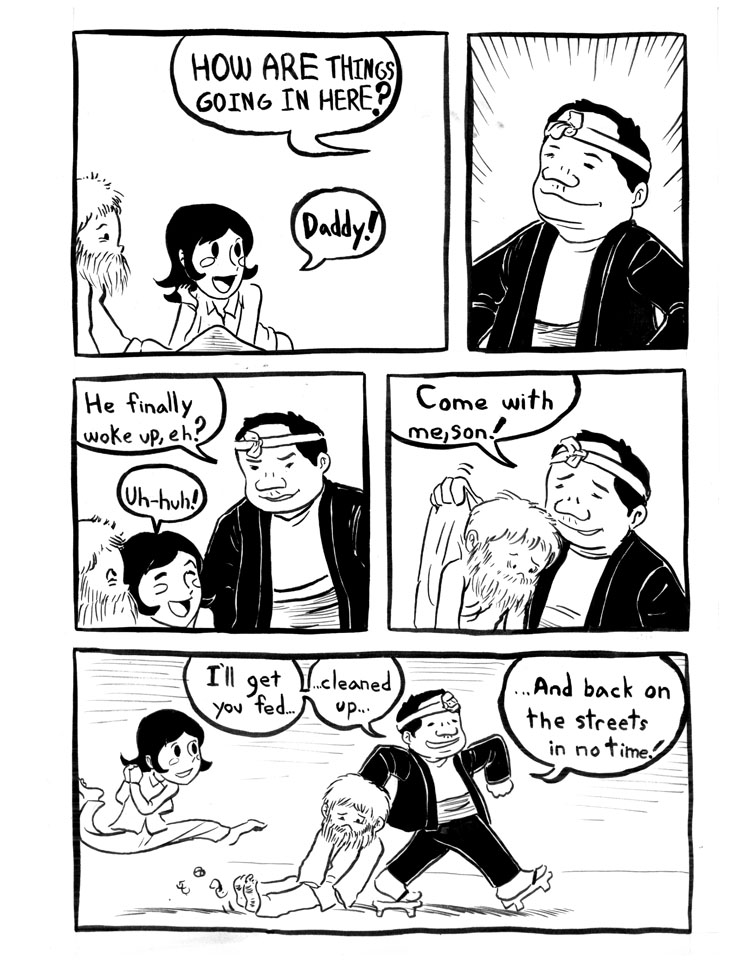 HOW ARE THINGS
GOING IN HERE?
Daddy!
He finally
woke up, eh?
Uh-huh!
Come with
me, son!
I'll get
you fed...
...cleaned
up...
...And back on
the streets
in no time!